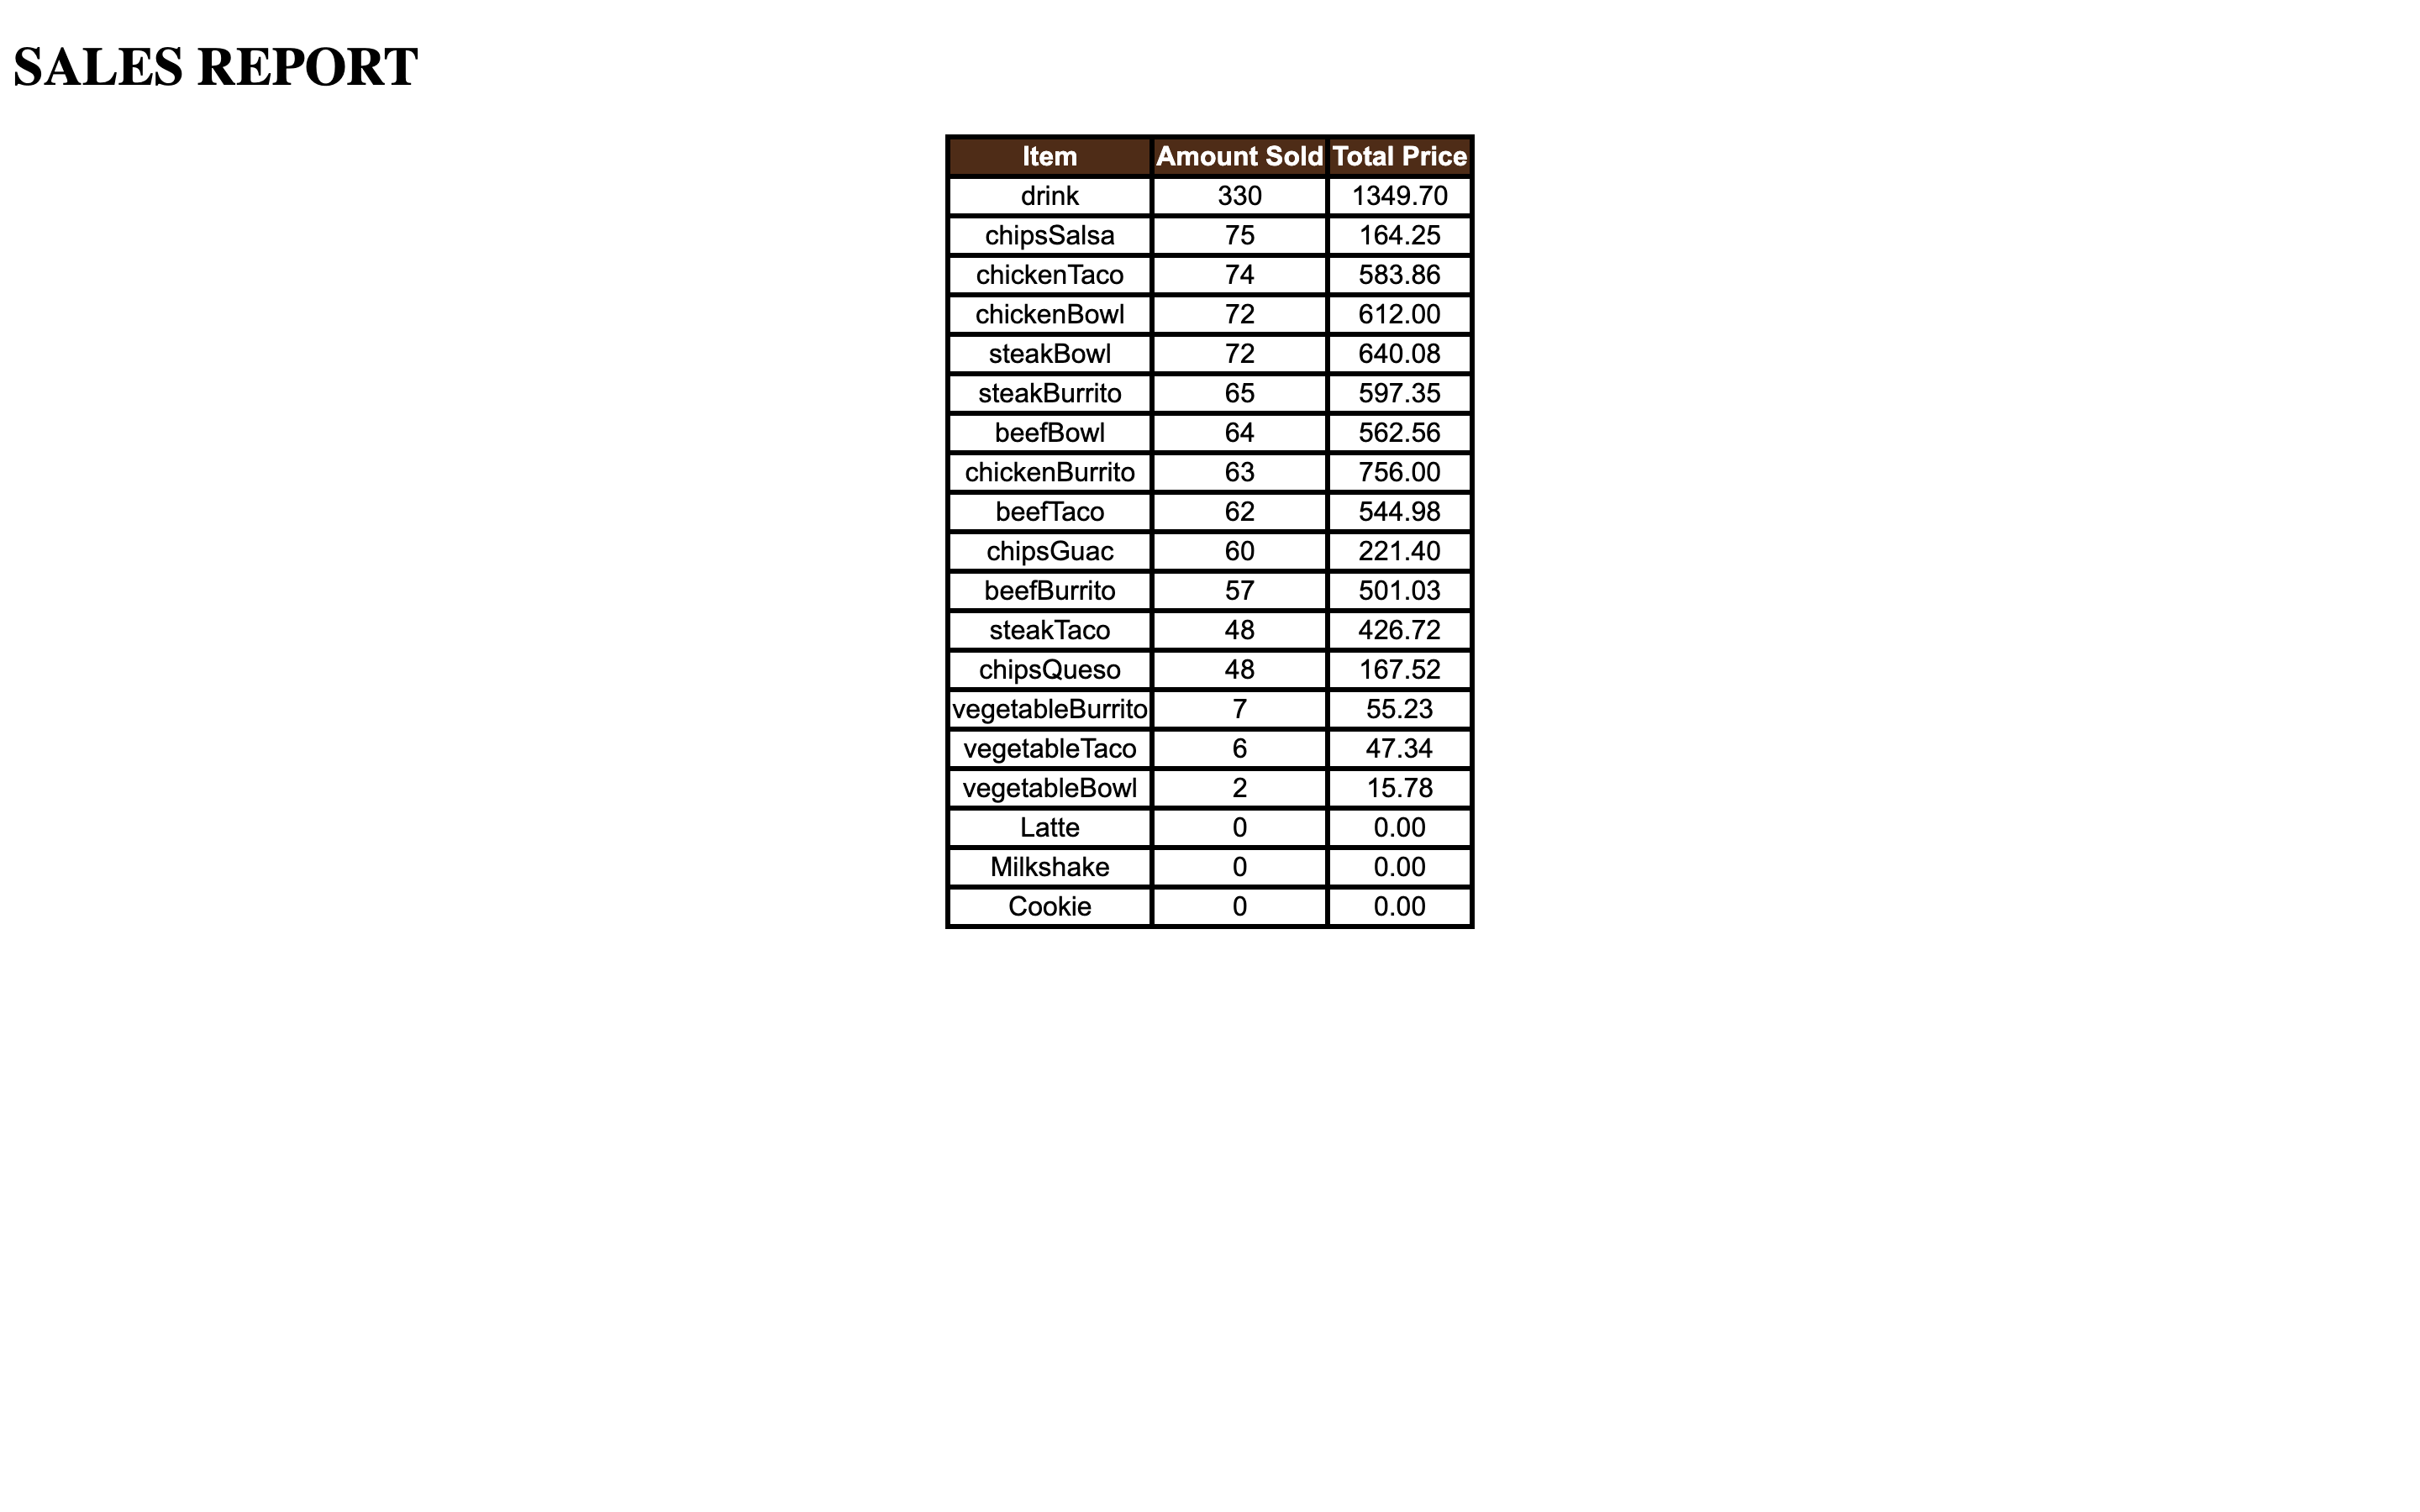 SALES REPORT
Item Amount Sold Total Price
drink 330 1349.70
chipsSalsa 75 164.25
chickenTaco 74 583.86
chickenBowl 72 612.00
steakBowl 72 640.08
steakBurrito 65 597.35
beefBowl 64 562.56
chickenBurrito 63 756.00
beefTaco 62 544.98
chipsGuac 60 221.40
beefBurrito 57 501.03
steakTaco 48 426.72
chipsQueso 48 167.52
vegetableBurrito 7 55.23
vegetableTaco 6 47.34
vegetableBowl 2 15.78
Latte 0 0.00
Milkshake 0 0.00
Cookie 0 0.00